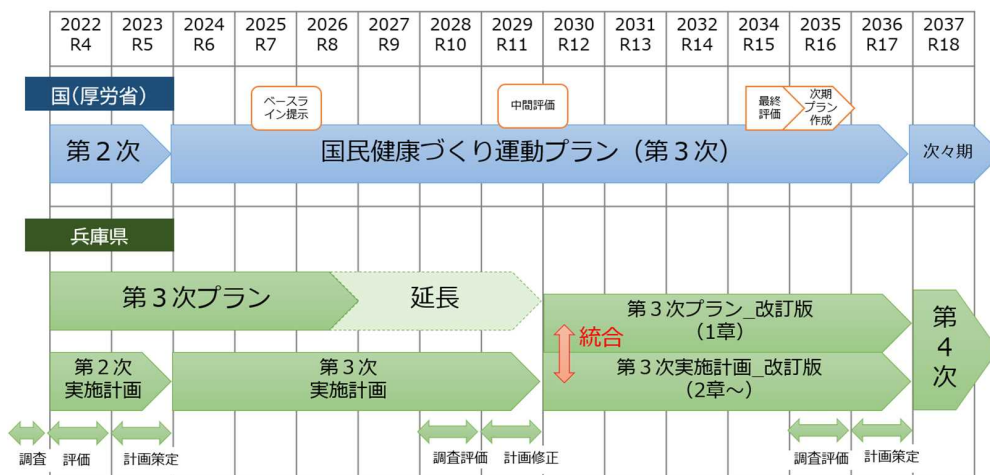 2022 2023 2024 2025 2026 2027 2028 2029 2030 2031 2032 2034 2035 2036 2037
R4 R5 R6 R7 R8 R9 R10 R11 R12 R13 R14 R15 R16 R17 R18
国(厚労省)
ベースラ
イン提示
中間評価
最終
評価
次期
プラン
作成
第２次
国民健康づくり運動プラン（第３次）
次々期
兵庫県
第３次プラン
延長
第３次プラン_改訂版
（1章）
統合
第２次
実施計画
第３次
実施計画
第３次実施計画_改訂版
（2章～）
第
４
次
調査 評価 計画策定
調査評価 計画修正
調査評価 計画策定